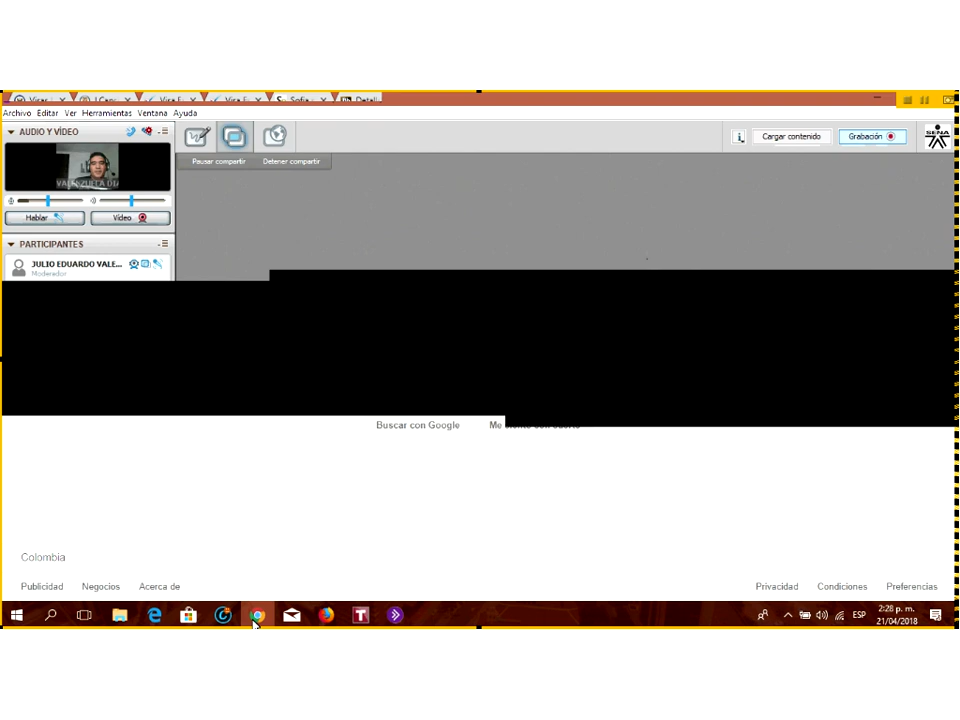 Archivo Editar Ver Herramientas Ventana Ayuda
AUDIO Y VÍDEO
Cargar contenido
Grabación
SENA
Pausar compartir Detener compartir
Hablar Vídeo
PARTICIPANTES
JULIO EDUARDO VALE...
Moderador
Buscar con Google Me
Colombia
Publicidad Negocios Acerca de
Privacidad Condiciones Preferencias
ESP
2:28 p. m.
21/04/2018